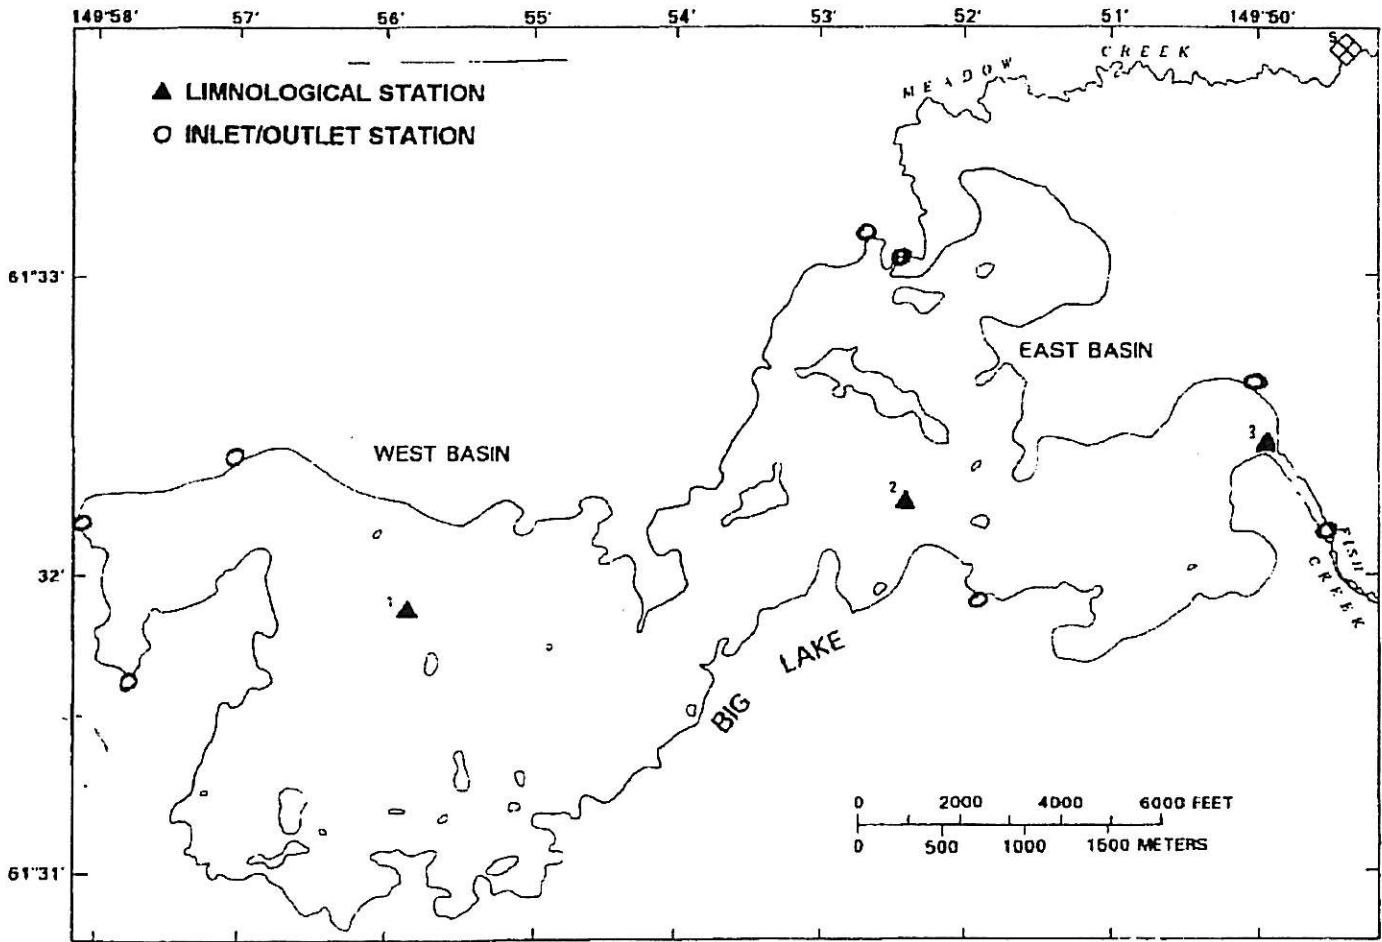 149°58' 57' 56' 55' 54' 53' 52' 51' 149°50'
MEADOW CREEK
S
▲ LIMNOLOGICAL STATION
O INLET/OUTLET STATION
61°33'
EAST BASIN
3
WEST BASIN
2
FISH CREEK
32'
1
BIG LAKE
0 2000 4000 6000 FEET
0 500 1000 1500 METERS
61°31'